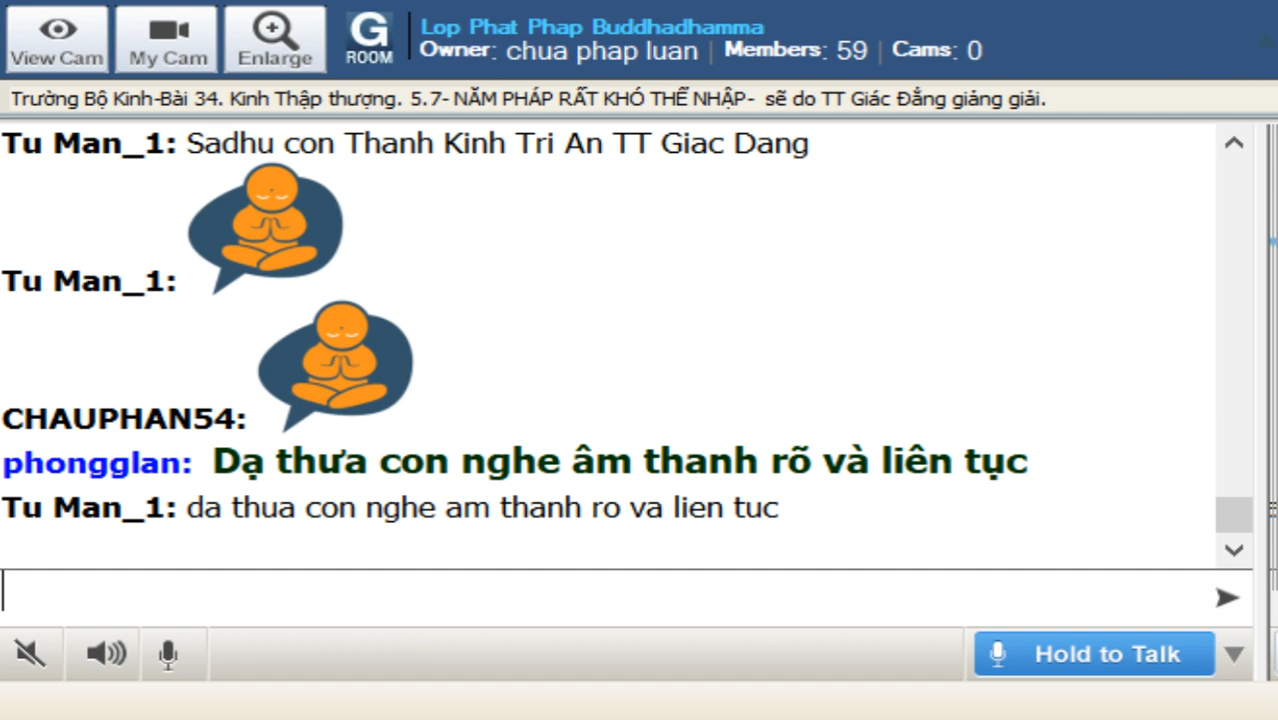 View Cam
My Cam
Enlarge
G ROOM
Lop Phat Phap Buddhadhamma
Owner: chua phap luan | Members: 59 | Cams: 0
Trường Bộ Kinh-Bài 34. Kinh Thập thượng. 5.7- NĂM PHÁP RẤT KHÓ THỂ NHẬP- sẽ do TT Giác Đẳng giảng giải.
Tu Man_1: Sadhu con Thanh Kinh Tri An TT Giac Dang
Tu Man_1:
CHAUPHAN54:
phongglan: Dạ thưa con nghe âm thanh rõ và liên tục
Tu Man_1: da thua con nghe am thanh ro va lien tuc
Hold to Talk